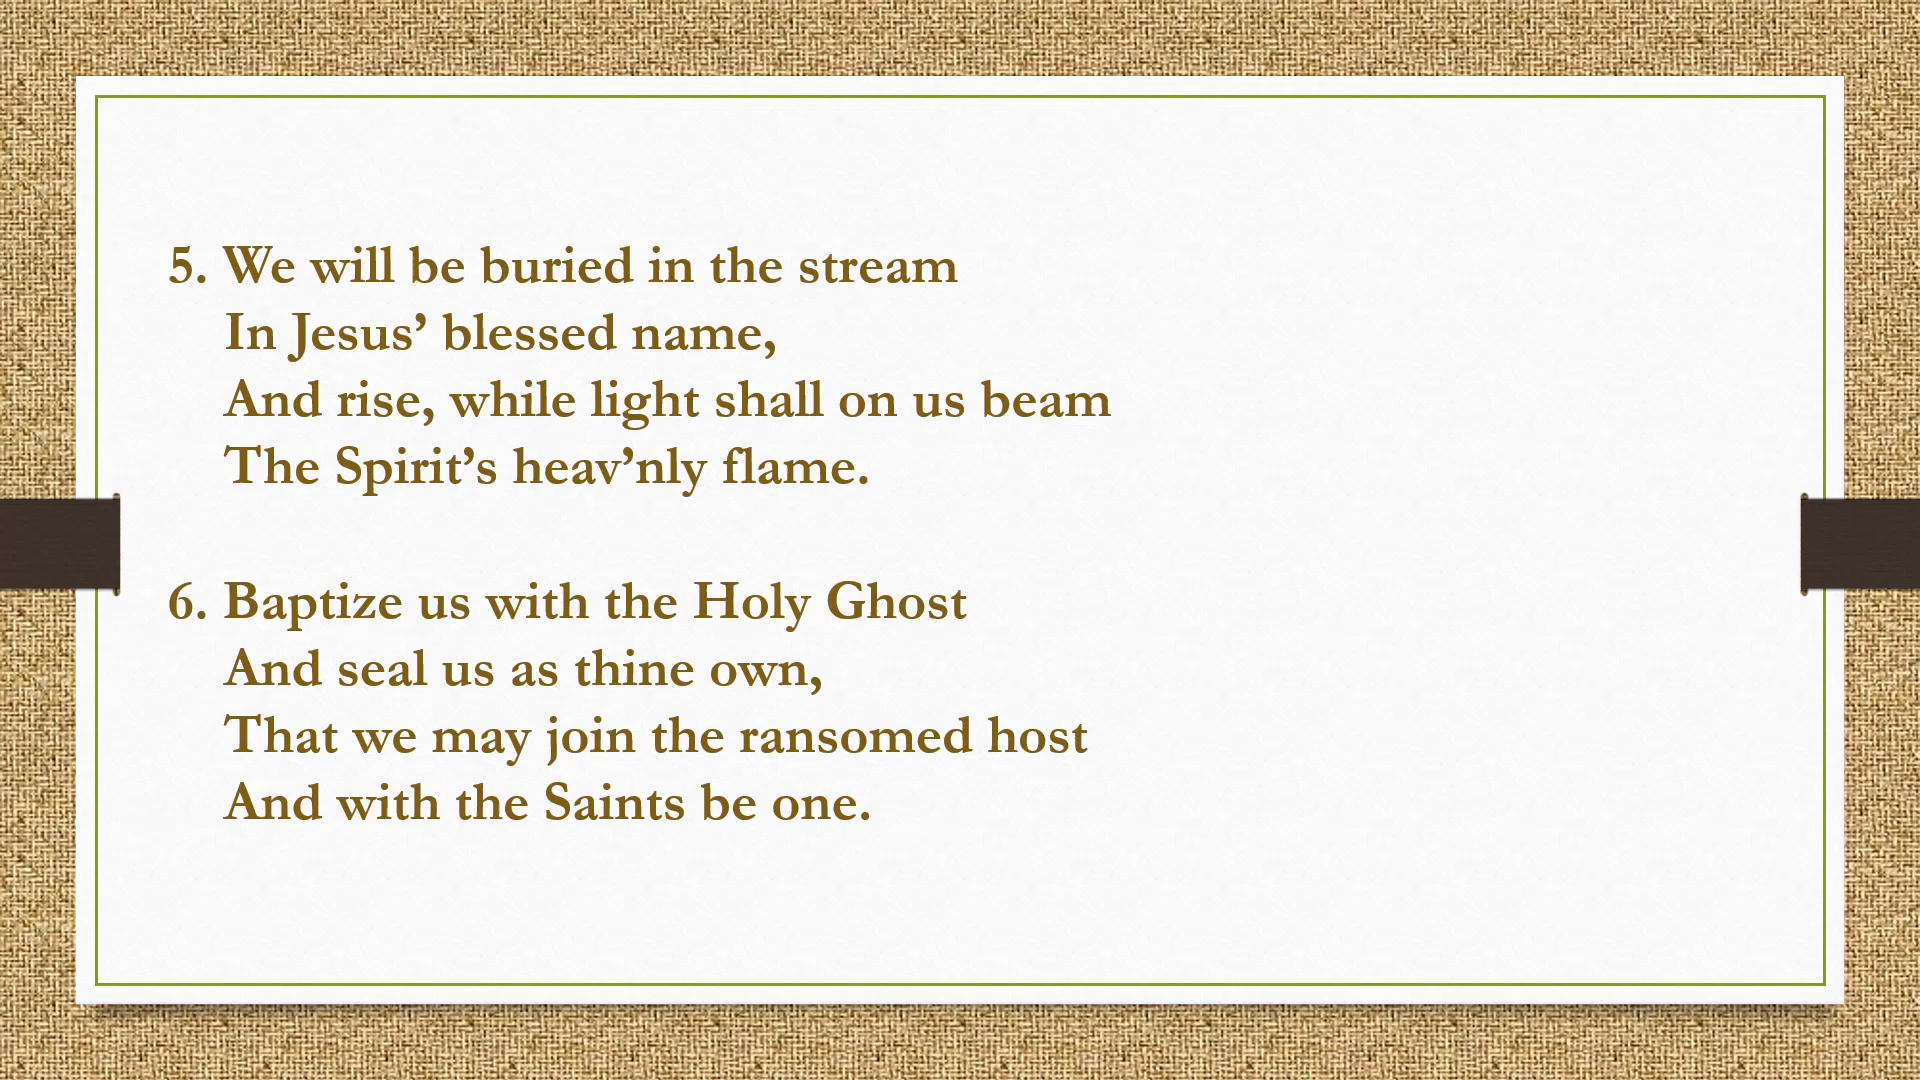 5. We will be buried in the stream
In Jesus’ blessed name,
And rise, while light shall on us beam
The Spirit’s heav’nly flame.
6. Baptize us with the Holy Ghost
And seal us as thine own,
That we may join the ransomed host
And with the Saints be one.